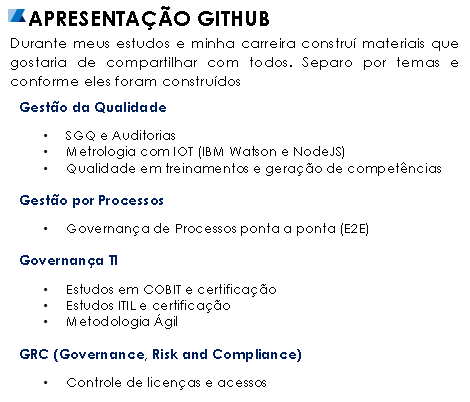 APRESENTAÇÃO GITHUB
Durante meus estudos e minha carreira construí materiais que
gostaria de compartilhar com todos. Separo por temas e
conforme eles foram construídos
Gestão da Qualidade
• SGQ e Auditorias
• Metrologia com IOT (IBM Watson e NodeJS)
• Qualidade em treinamentos e geração de competências
Gestão por Processos
• Governança de Processos ponta a ponta (E2E)
Governança TI
• Estudos em COBIT e certificação
• Estudos ITIL e certificação
• Metodologia Ágil
GRC (Governance, Risk and Compliance)
• Controle de licenças e acessos